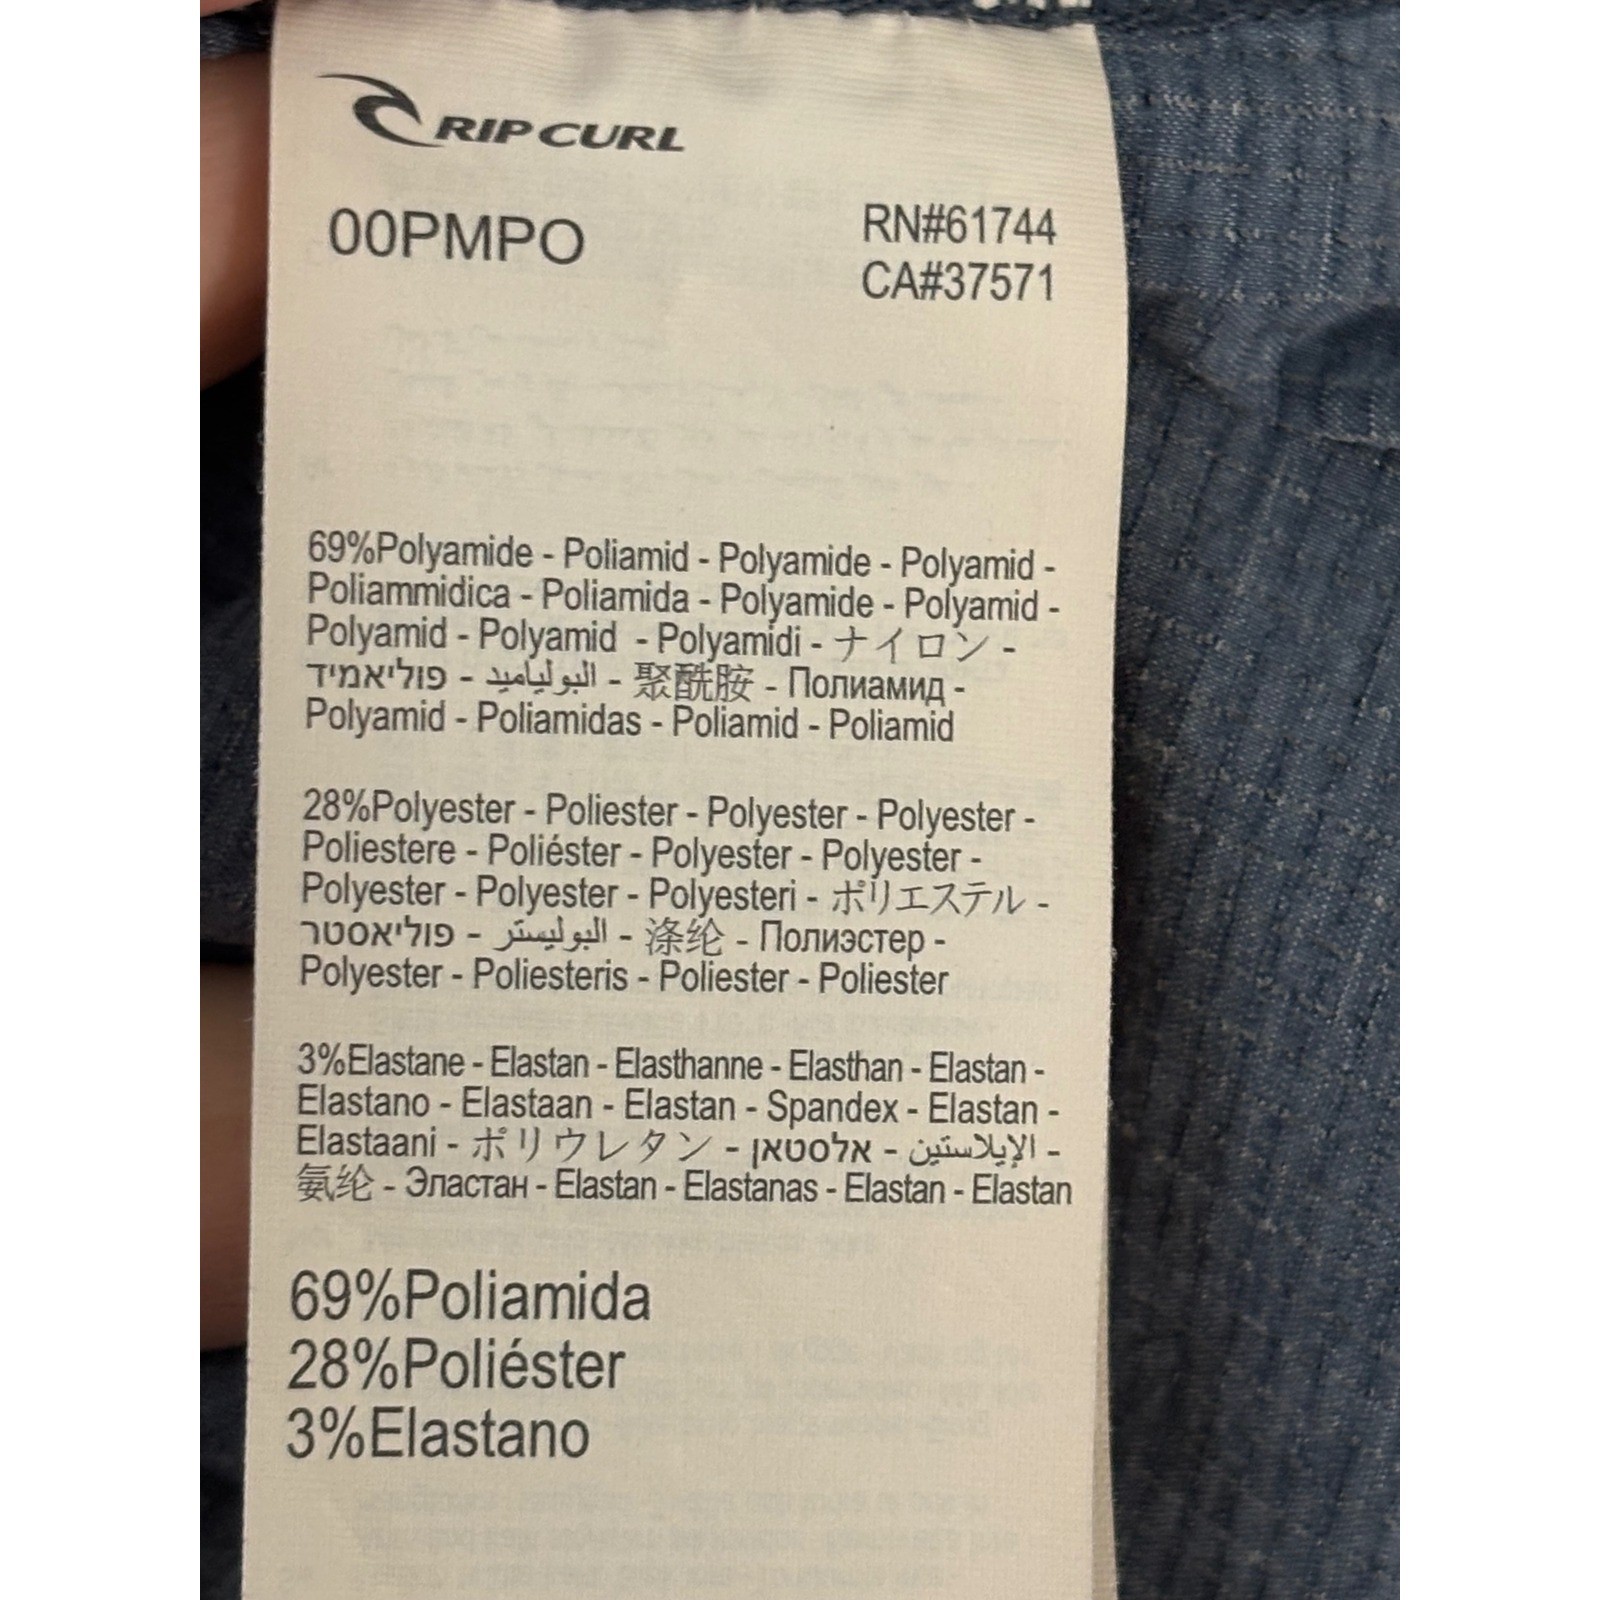 RIP CURL
00PMPO
RN#61744
CA#37571
69%Polyamide - Poliamid - Polyamide - Polyamid -
Poliammidica - Poliamida - Polyamide - Polyamid -
Polyamid - Polyamid - Polyamidi - ナイロン -
פוליאמיד - البولياميد - 聚酰胺 - Полиамид -
Polyamid - Poliamidas - Poliamid - Poliamid
28%Polyester - Poliester - Polyester - Polyester -
Poliestere - Poliéster - Polyester - Polyester -
Polyester - Polyester - Polyesteri - ポリエステル -
פוליאסטר - البوليستر - 涤纶 - Полиэстер -
Polyester - Poliesteris - Poliester - Poliester
3%Elastane - Elastan - Elasthanne - Elasthan - Elastan -
Elastano - Elastaan - Elastan - Spandex - Elastan -
Elastaani - ポリウレタン - אלסטאן - الإيلاستين -
氨纶 - Эластан - Elastan - Elastanas - Elastan - Elastan
69%Poliamida
28%Poliéster
3%Elastano